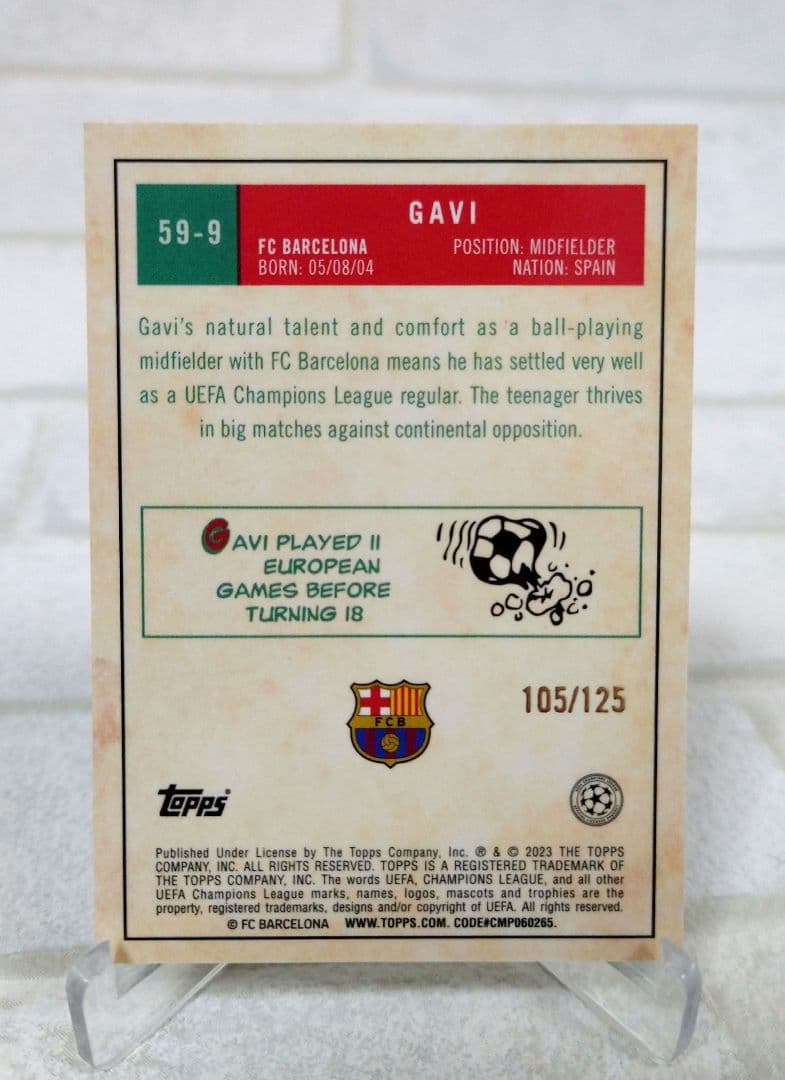 59-9
GAVI
FC BARCELONA
BORN: 05/08/04
POSITION: MIDFIELDER
NATION: SPAIN
Gavi's natural talent and comfort as a ball-playing
midfielder with FC Barcelona means he has settled very well
as a UEFA Champions League regular. The teenager thrives
in big matches against continental opposition.
GAVI PLAYED 11
EUROPEAN
GAMES BEFORE
TURNING 18
FCB
105/125
topps®
Published Under License by The Topps Company, Inc. ® & © 2023 THE TOPPS
COMPANY, INC. ALL RIGHTS RESERVED. TOPPS IS A REGISTERED TRADEMARK OF
THE TOPPS COMPANY, INC. The words UEFA, CHAMPIONS LEAGUE, and all other
UEFA Champions League marks, names, logos, mascots and trophies are the
property, registered trademarks, designs and/or copyright of UEFA. All rights reserved.
© FC BARCELONA WWW.TOPPS.COM. CODE#CMP060265.